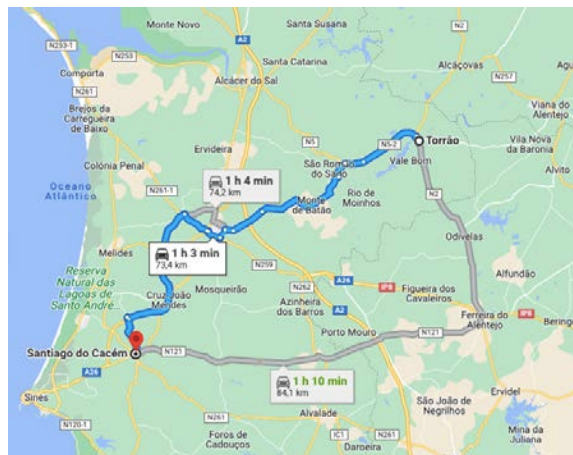 Monte Novo
Santa Susana
N253-1
N253
A2
N2
Comporta
Santa Catarina
Alcácer do Sal
Alcáçovas
N261
N257
Brejos da
Carregueira
de Baixo
Viana do
Alentejo
N5
N5-2
Torrão
Vila Nova
da Baronia
Ervideira
São Romão
do Sado
Vale Bom
Colónia Penal
Alvito
Oceano
Atlântico
N261-1
1 h 4 min
74,2 km
Rio de
Moinhos
N2
Monte
de Batão
Odivelas
Melides
1 h 3 min
73,4 km
N259
Alfundão
Reserva
Natural das
Lagoas de
Santo André...
A26
IP8
Mosqueirão
N262
Figueira dos
Cavaleiros
Cruz João
Mendes
Azinheira
dos Barros
A2
Ferreira do
Alentejo
IP8
Bering
Porto Mouro
N121
Santiago do Cacém
N121
A26
1 h 10 min
84,1 km
Sines
Ervidel
Alvalade
São João de
Negrilhos
N120-1
Foros de
Cadouços
IC1
N261
Daroeira
N261
Mina da
Juliana